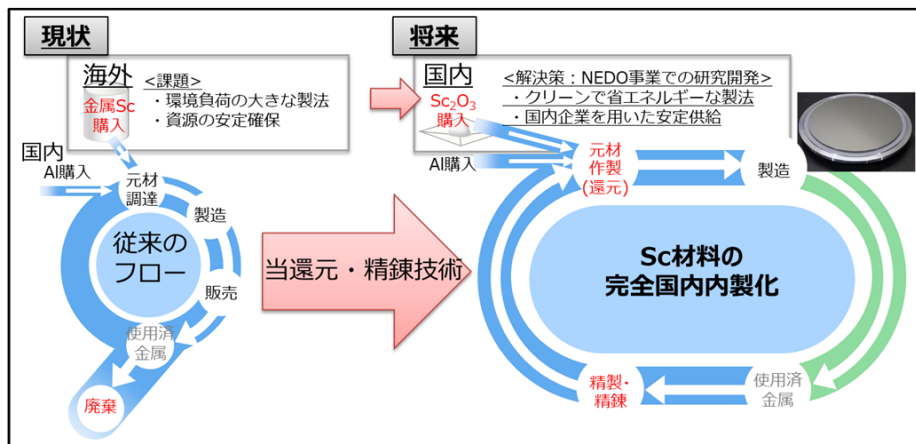 現状
海外
金属Sc
購入
<課題>
・環境負荷の大きな製法
・資源の安定確保
国内
Al購入
元材
調達
製造
販売
使用済
金属
廃棄
従来の
フロー
当還元・精錬技術
将来
国内
Sc₂O₃
購入
<解決策：NEDO事業での研究開発>
・クリーンで省エネルギーな製法
・国内企業を用いた安定供給
Al購入
元材
作製
(還元)
製造
Sc材料の
完全国内内製化
使用済
金属
精製・
精錬